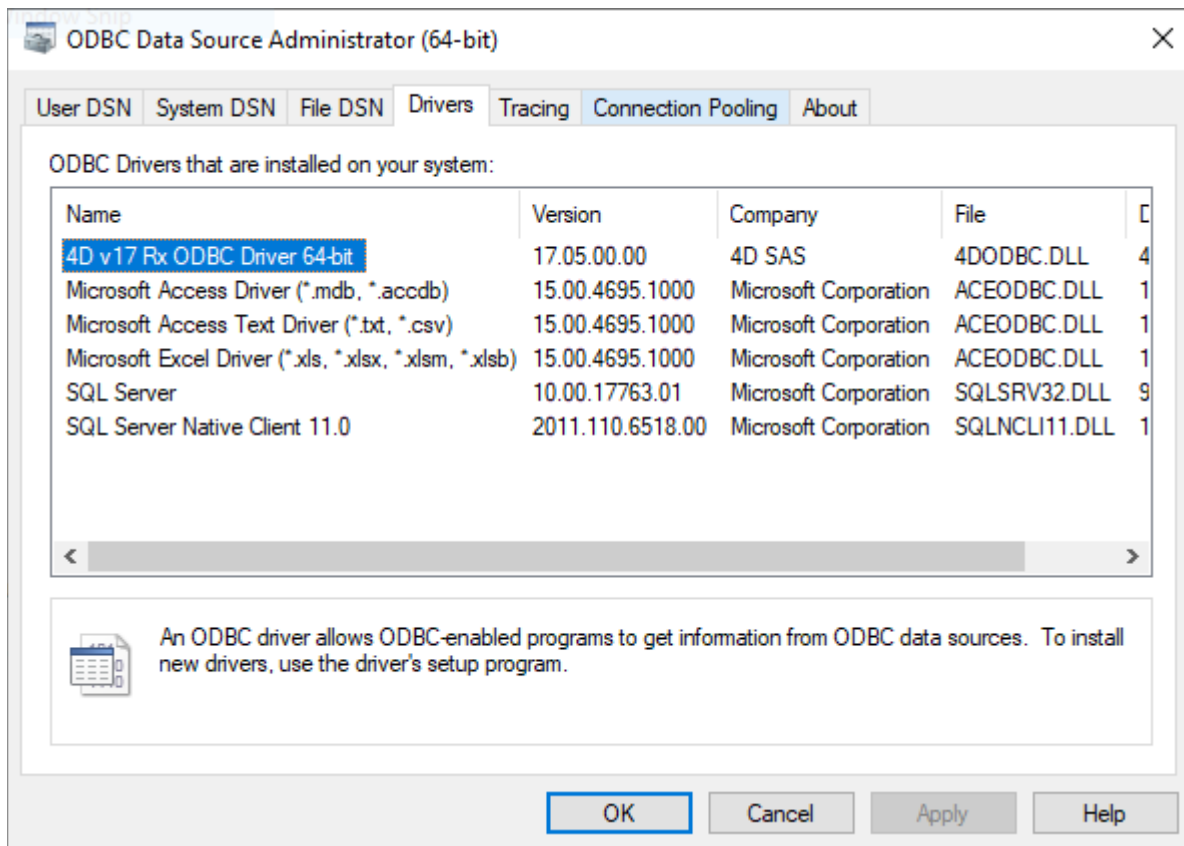 Window Snip
ODBC Data Source Administrator (64-bit)
User DSN System DSN File DSN Drivers Tracing Connection Pooling About
ODBC Drivers that are installed on your system:
Name Version Company File D
4D v17 Rx ODBC Driver 64-bit 17.05.00.00 4D SAS 4DODBC.DLL 4
Microsoft Access Driver (*.mdb, *.accdb) 15.00.4695.1000 Microsoft Corporation ACEODBC.DLL 1
Microsoft Access Text Driver (*.txt, *.csv) 15.00.4695.1000 Microsoft Corporation ACEODBC.DLL 1
Microsoft Excel Driver (*.xls, *.xlsx, *.xlsm, *.xlsb) 15.00.4695.1000 Microsoft Corporation ACEODBC.DLL 1
SQL Server 10.00.17763.01 Microsoft Corporation SQLSRV32.DLL 9
SQL Server Native Client 11.0 2011.110.6518.00 Microsoft Corporation SQLNCLI11.DLL 1
An ODBC driver allows ODBC-enabled programs to get information from ODBC data sources. To install
new drivers, use the driver's setup program.
OK Cancel Apply Help